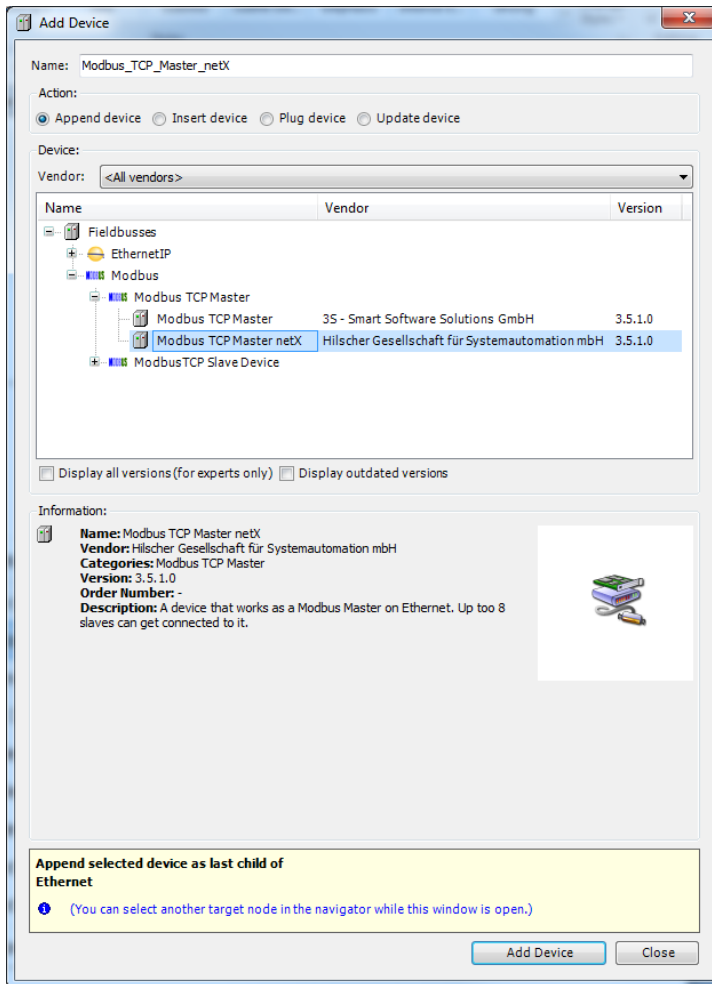 Add Device
Name: Modbus_TCP_Master_netX
Action:
Append device Insert device Plug device Update device
Device:
Vendor: <All vendors>
Name Vendor Version
Fieldbusses
EthernetIP
Modbus
Modbus TCP Master
Modbus TCP Master 3S - Smart Software Solutions GmbH 3.5.1.0
Modbus TCP Master netX Hilscher Gesellschaft für Systemautomation mbH 3.5.1.0
ModbusTCP Slave Device
Display all versions (for experts only) Display outdated versions
Information:
Name: Modbus TCP Master netX
Vendor: Hilscher Gesellschaft für Systemautomation mbH
Categories: Modbus TCP Master
Version: 3.5.1.0
Order Number: -
Description: A device that works as a Modbus Master on Ethernet. Up too 8
slaves can get connected to it.
Append selected device as last child of
Ethernet
(You can select another target node in the navigator while this window is open.)
Add Device Close